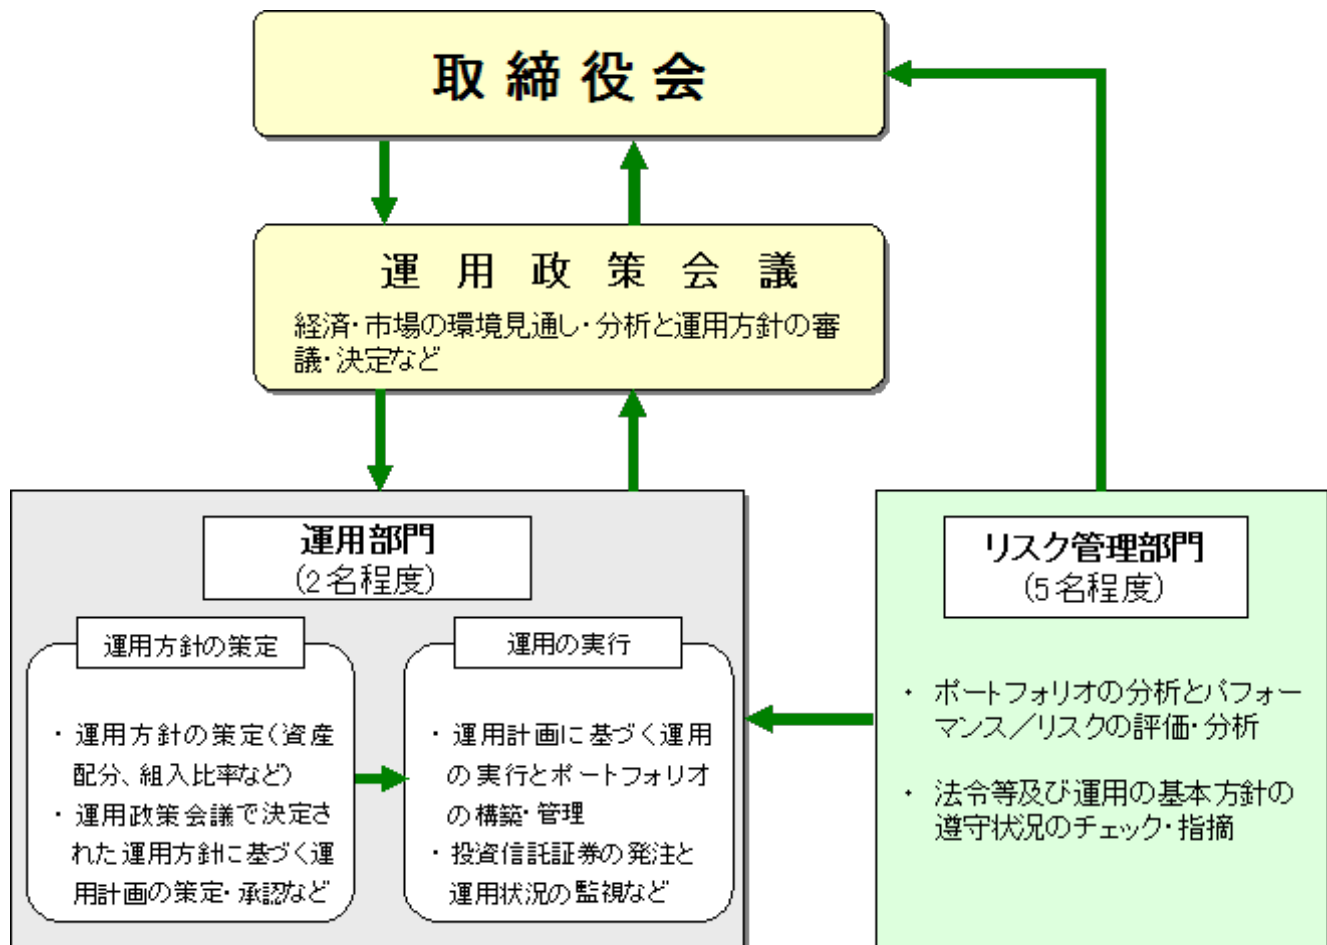 取締役会
運用政策会議
経済・市場の環境見通し・分析と運用方針の審
議・決定など
運用部門
(2名程度)
運用方針の策定
・ 運用方針の策定(資産
配分、組入比率など)
・ 運用政策会議で決定さ
れた運用方針に基づく運
用計画の策定・承認など
運用の実行
・ 運用計画に基づく運用
の実行とポートフォリオ
の構築・管理
・ 投資信託証券の発注と
運用状況の監視など
リスク管理部門
(5名程度)
・ ポートフォリオの分析とパフォー
マンス/リスクの評価・分析
・ 法令等及び運用の基本方針の
遵守状況のチェック・指摘